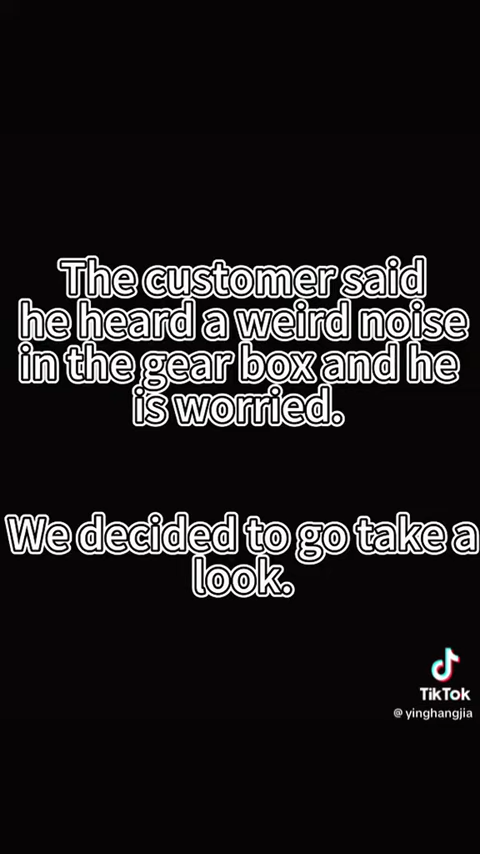 The customer said
he heard a weird noise
in the gear box and he
is worried.
We decided to go take a
look.
TikTok
@ yinghangjia